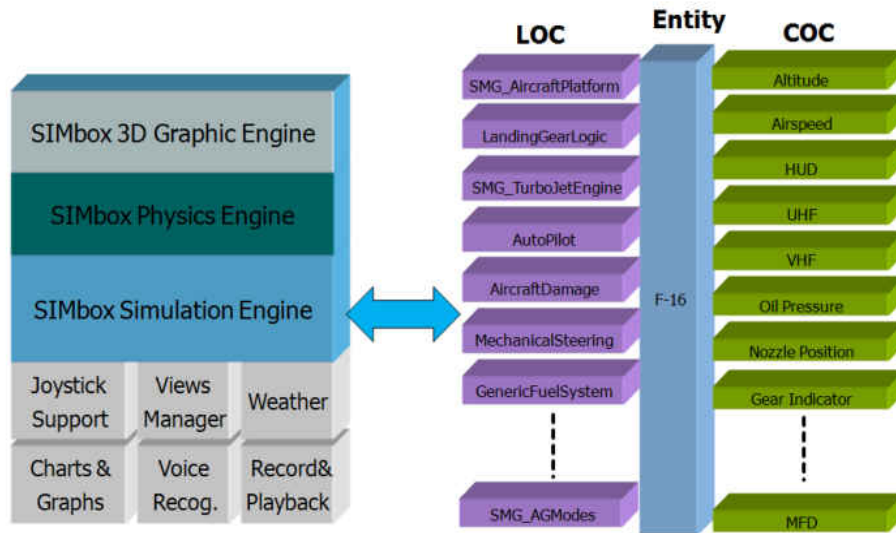 Entity
LOC
COC
SIMbox 3D Graphic Engine
SIMbox Physics Engine
SIMbox Simulation Engine
Joystick
Support
Views
Manager
Weather
Charts &
Graphs
Voice
Recog.
Record&
Playback
SMG_AircraftPlatform
LandingGearLogic
SMG_TurboJetEngine
AutoPilot
AircraftDamage
MechanicalSteering
GenericFuelSystem
SMG_AGModes
F-16
Altitude
Airspeed
HUD
UHF
VHF
Oil Pressure
Nozzle Position
Gear Indicator
MFD